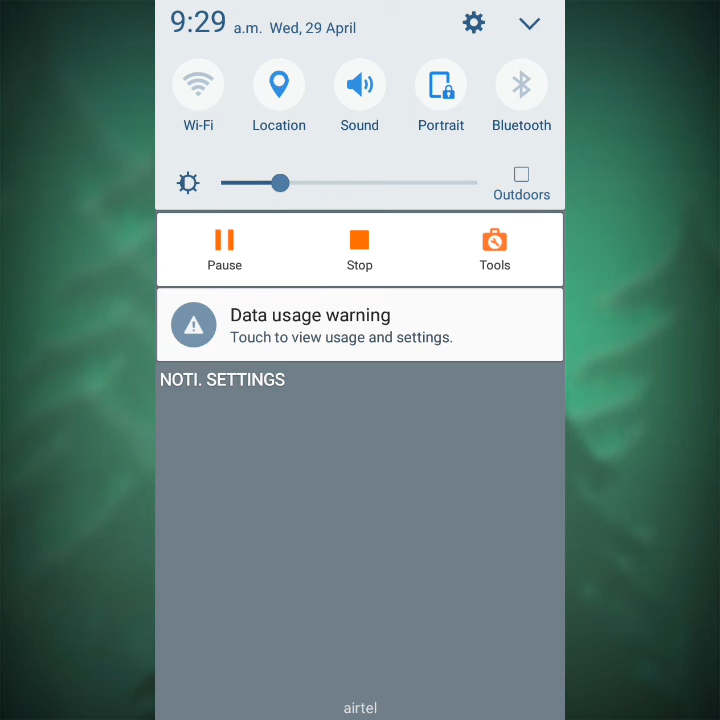 9:29 a.m. Wed, 29 April
Wi-Fi Location Sound Portrait Bluetooth
Outdoors
Pause Stop Tools
Data usage warning
Touch to view usage and settings.
NOTI. SETTINGS
airtel